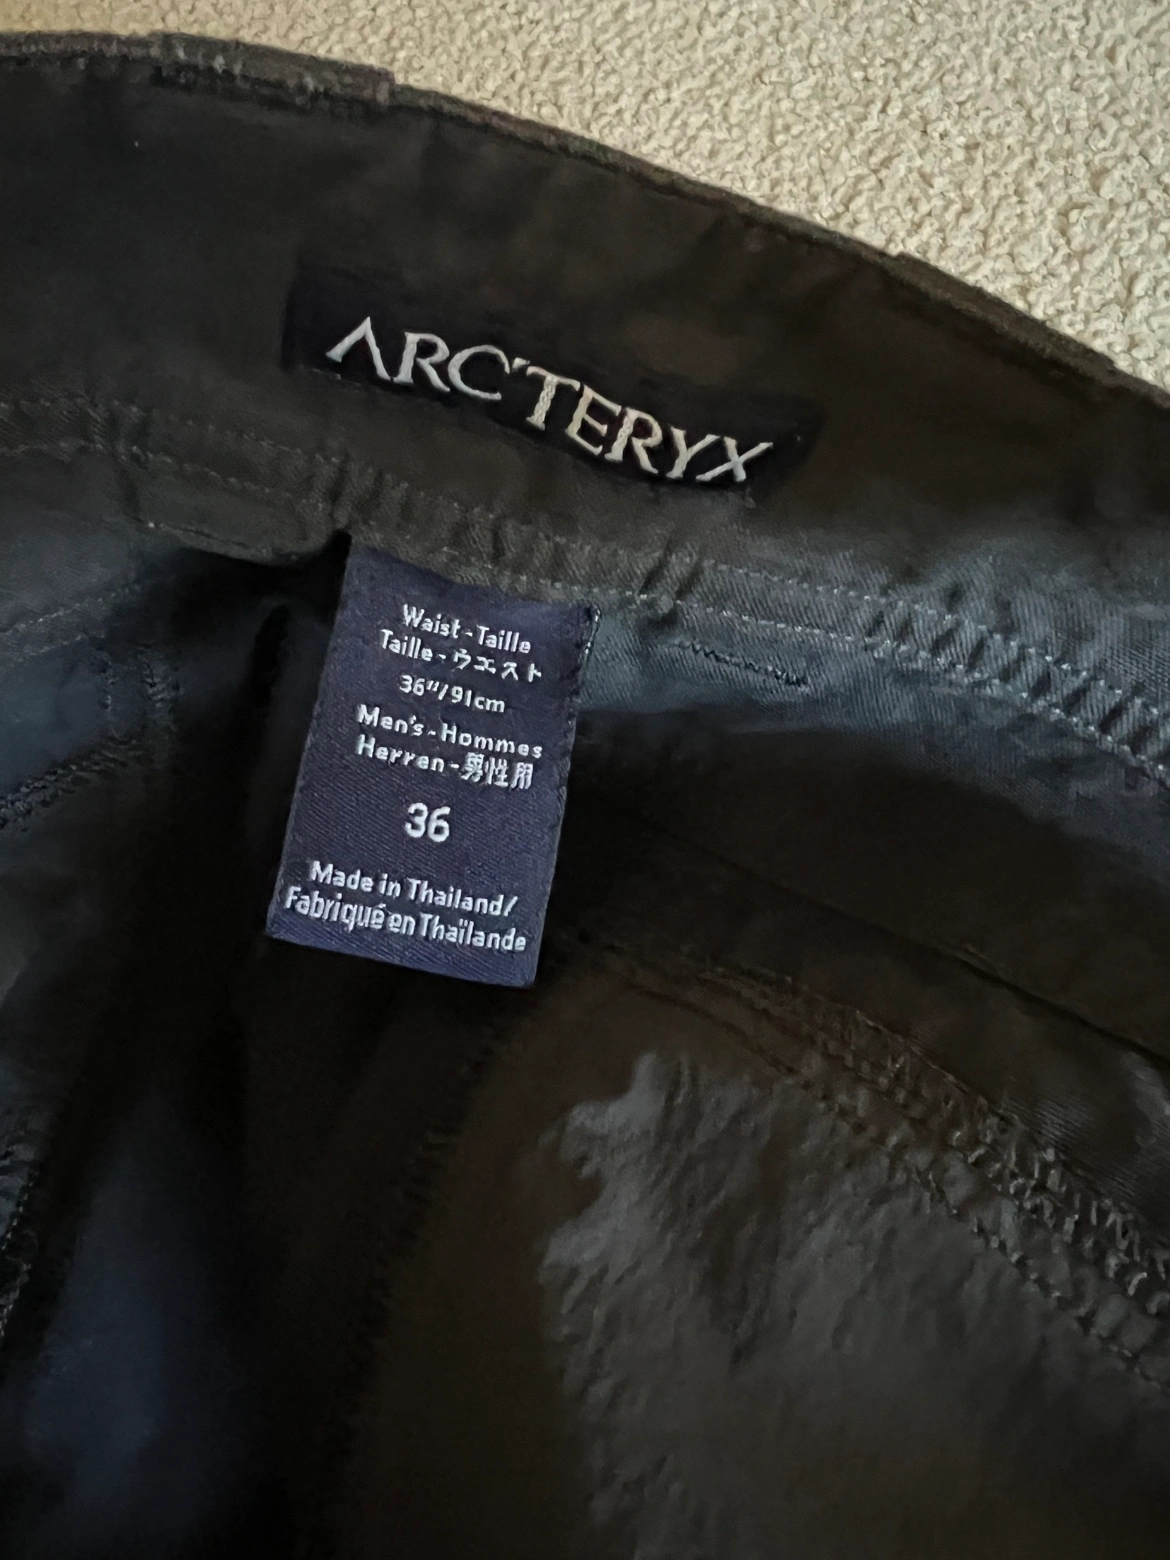 ARC'TERYX
Waist - Taille
Taille - ウエスト
36"/91cm
Men's - Hommes
Herren - 男性用
36
Made in Thailand/
Fabriqué en Thaïlande